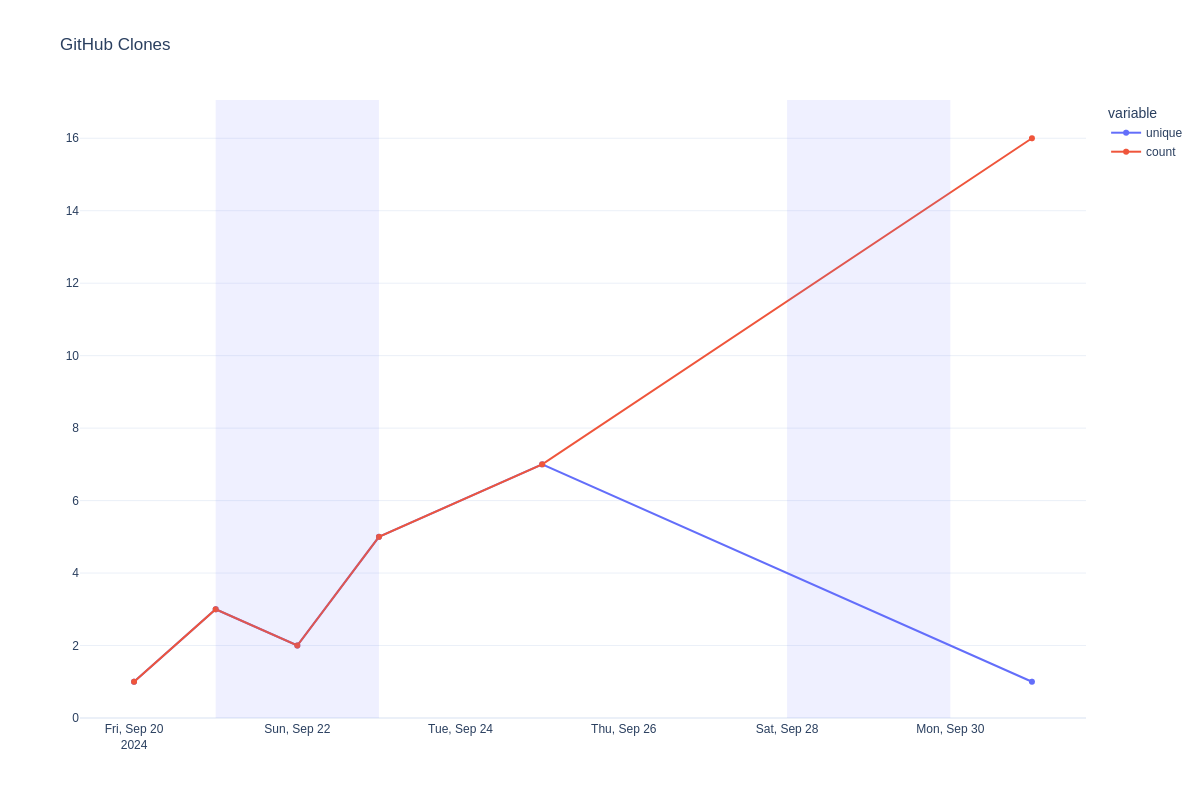 GitHub Clones
variable
unique
count
16
14
12
10
8
6
4
2
0
Fri, Sep 20
2024
Sun, Sep 22
Tue, Sep 24
Thu, Sep 26
Sat, Sep 28
Mon, Sep 30